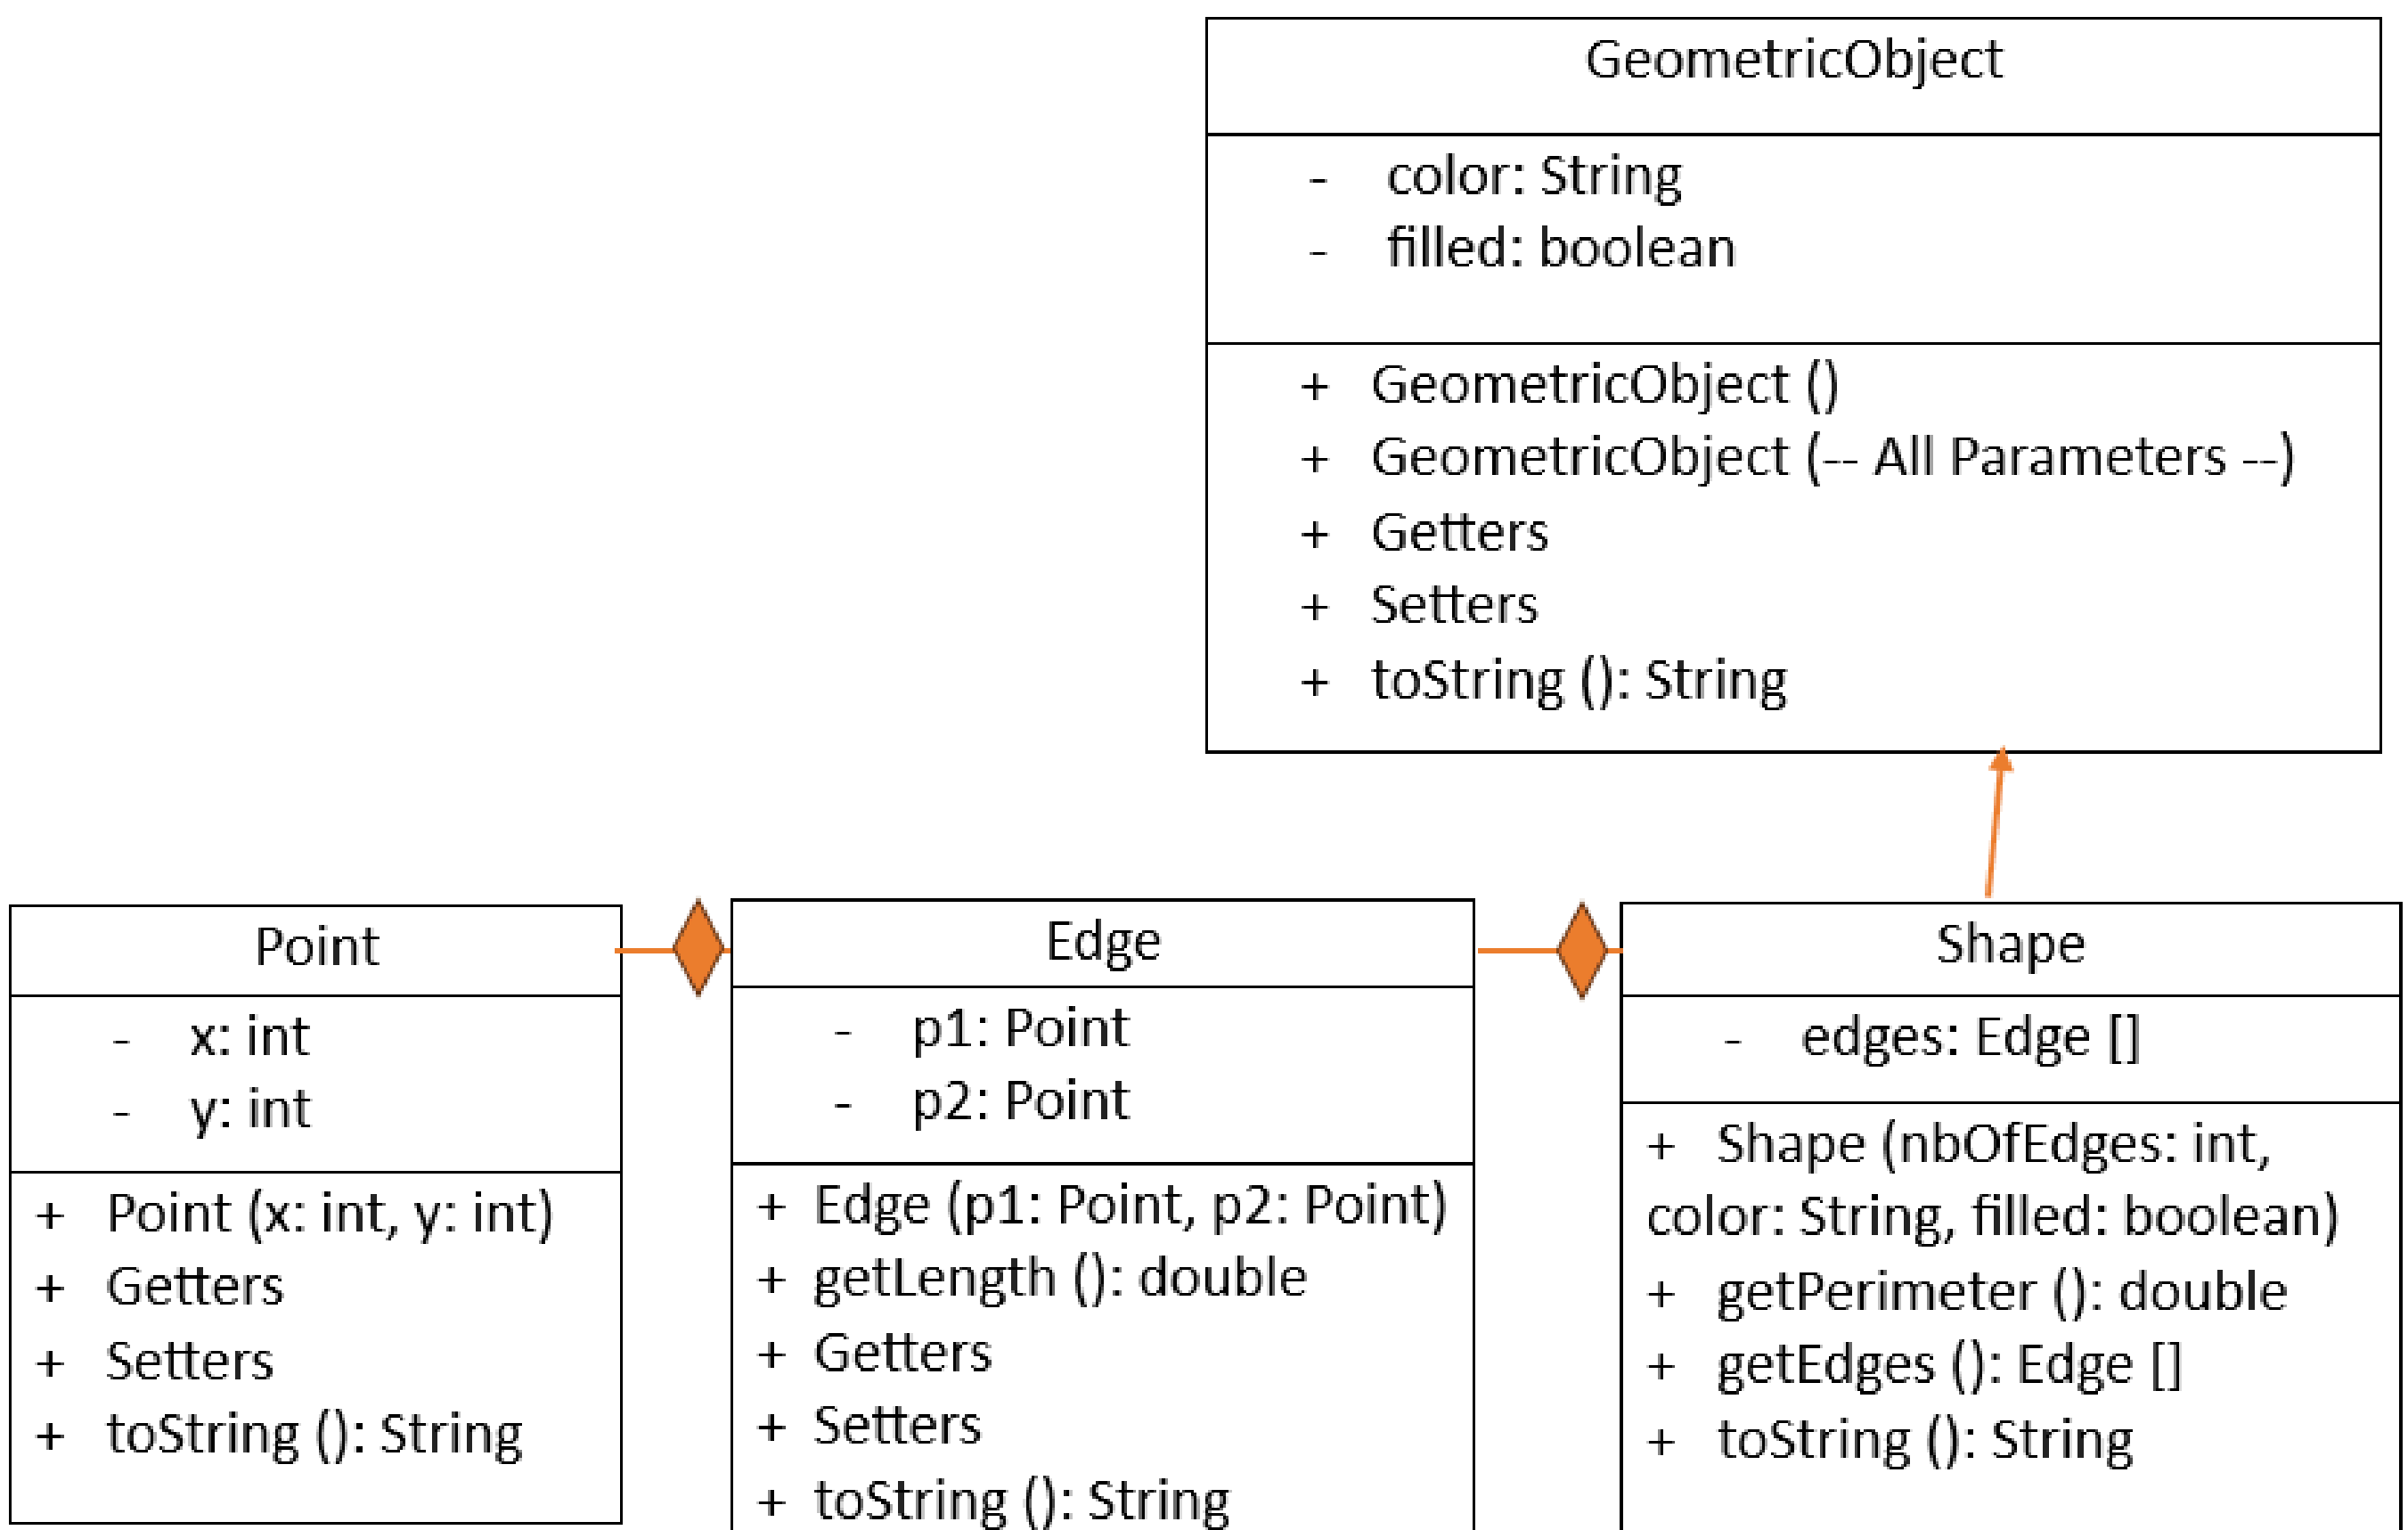 GeometricObject
- color: String
- filled: boolean
+ GeometricObject ()
+ GeometricObject (-- All Parameters --)
+ Getters
+ Setters
+ toString (): String
Point
- x: int
- y: int
+ Point (x: int, y: int)
+ Getters
+ Setters
+ toString (): String
Edge
- p1: Point
- p2: Point
+ Edge (p1: Point, p2: Point)
+ getLength (): double
+ Getters
+ Setters
+ toString (): String
Shape
- edges: Edge []
+ Shape (nbOfEdges: int,
color: String, filled: boolean)
+ getPerimeter (): double
+ getEdges (): Edge []
+ toString (): String